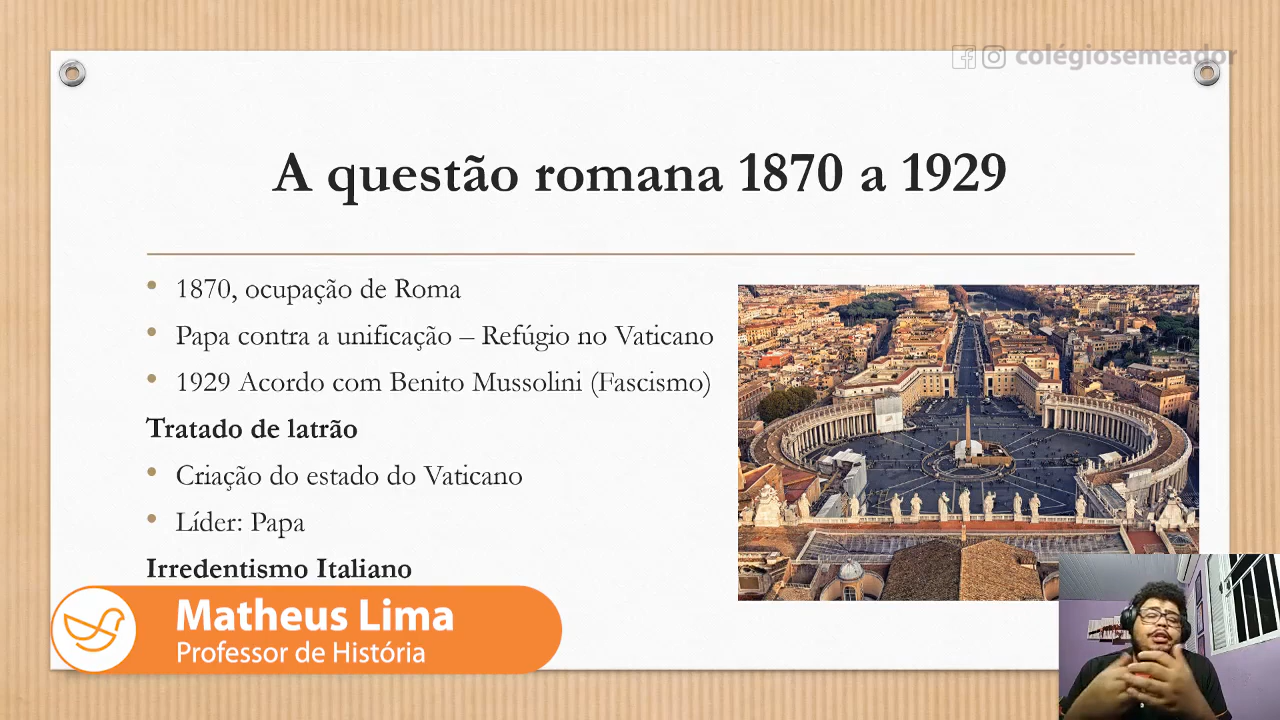 colégiosemeador
A questão romana 1870 a 1929
1870, ocupação de Roma
Papa contra a unificação – Refúgio no Vaticano
1929 Acordo com Benito Mussolini (Fascismo)
Tratado de latrão
Criação do estado do Vaticano
Líder: Papa
Irredentismo Italiano
Matheus Lima
Professor de História